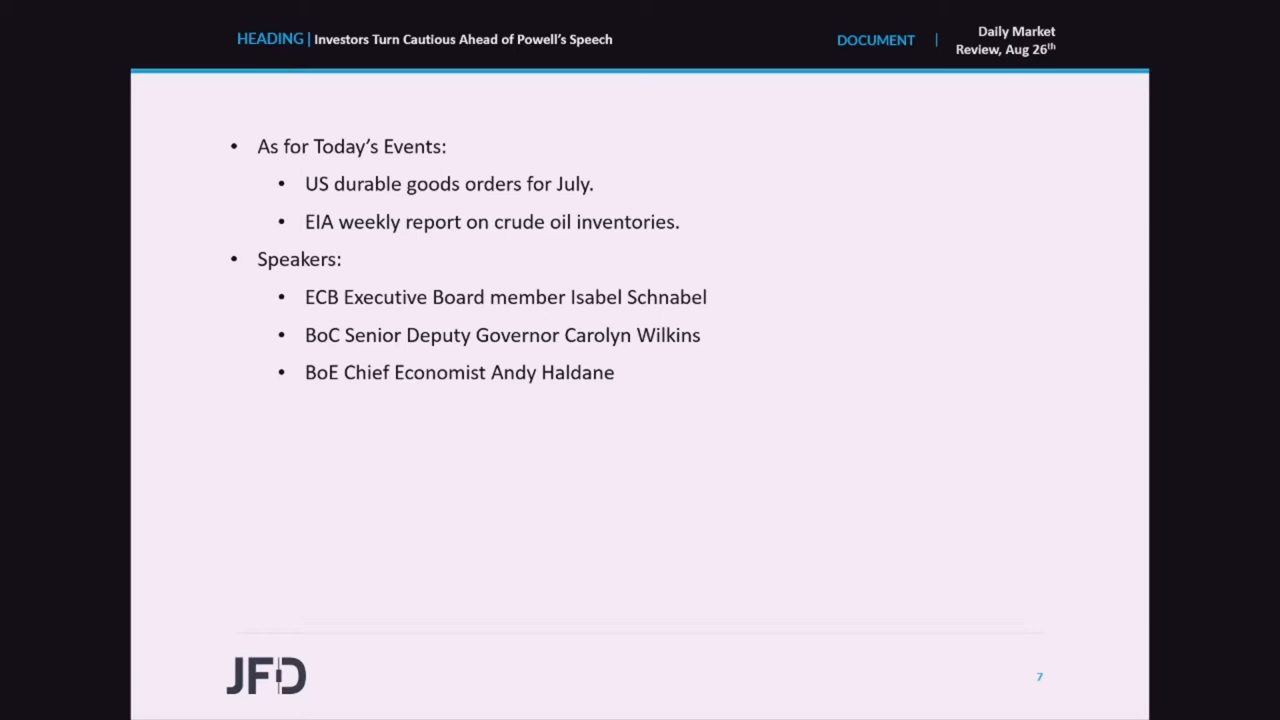 HEADING | Investors Turn Cautious Ahead of Powell's Speech
DOCUMENT | Daily Market
Review, Aug 26th
• As for Today's Events:
• US durable goods orders for July.
• EIA weekly report on crude oil inventories.
• Speakers:
• ECB Executive Board member Isabel Schnabel
• BoC Senior Deputy Governor Carolyn Wilkins
• BoE Chief Economist Andy Haldane
JFD
7